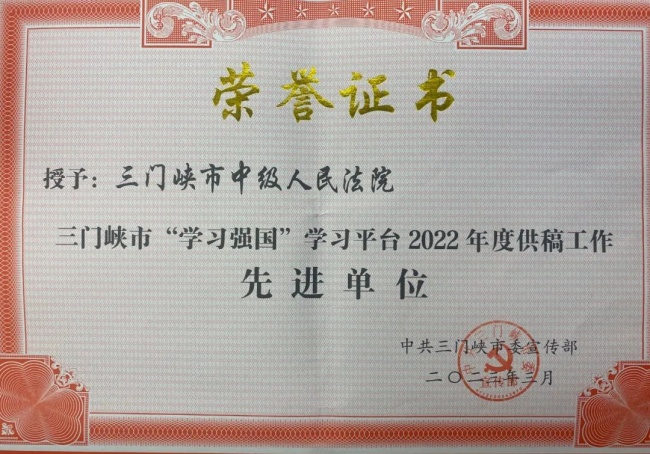 荣誉证书
授予：三门峡市中级人民法院
三门峡市“学习强国”学习平台2022年度供稿工作
先进单位
中共三门峡市委宣传部
二〇二三年三月